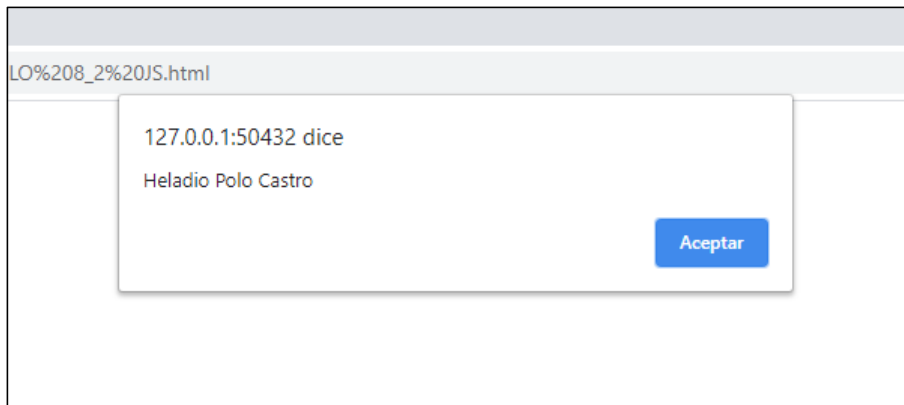 LO%208_2%20JS.html
127.0.0.1:50432 dice
Heladio Polo Castro
Aceptar